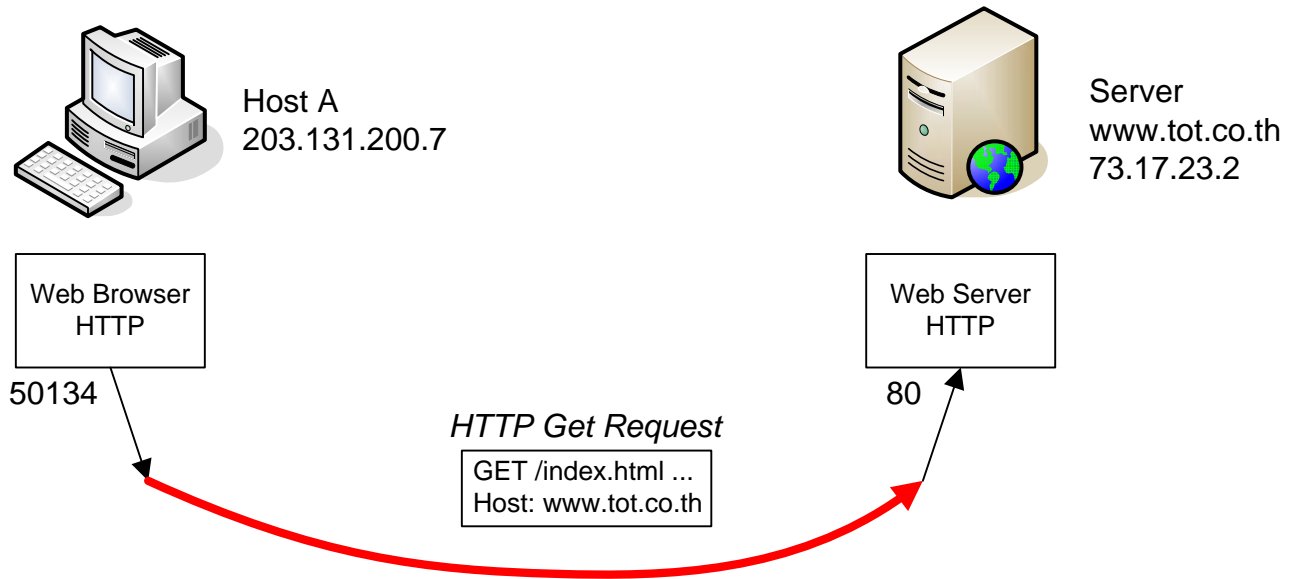 Host A
203.131.200.7
Server
www.tot.co.th
73.17.23.2
Web Browser
HTTP
Web Server
HTTP
50134
80
HTTP Get Request
GET /index.html ...
Host: www.tot.co.th